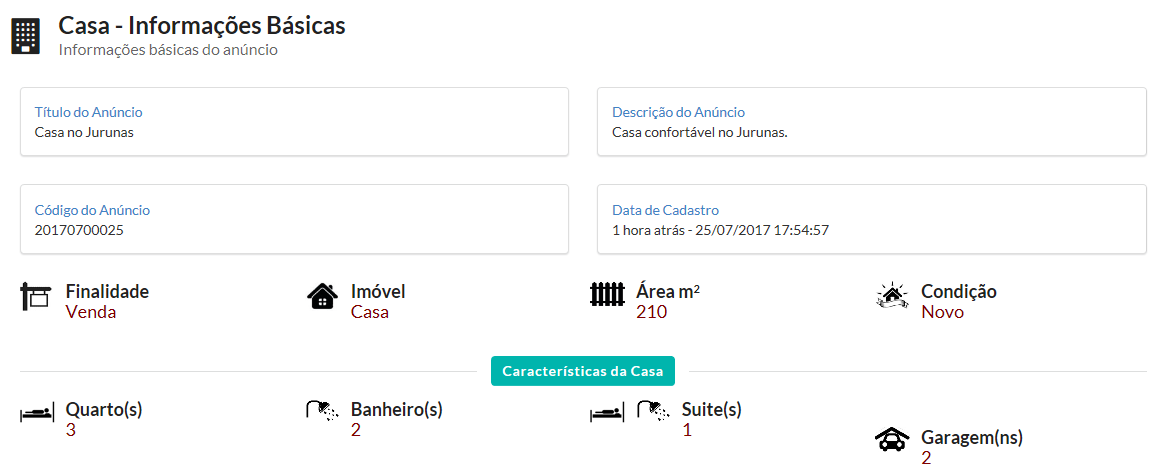 Casa - Informações Básicas
Informações básicas do anúncio
Título do Anúncio
Casa no Jurunas
Descrição do Anúncio
Casa confortável no Jurunas.
Código do Anúncio
20170700025
Data de Cadastro
1 hora atrás - 25/07/2017 17:54:57
Finalidade
Venda
Imóvel
Casa
Área m²
210
Condição
Novo
Características da Casa
Quarto(s)
3
Banheiro(s)
2
Suite(s)
1
Garagem(ns)
2